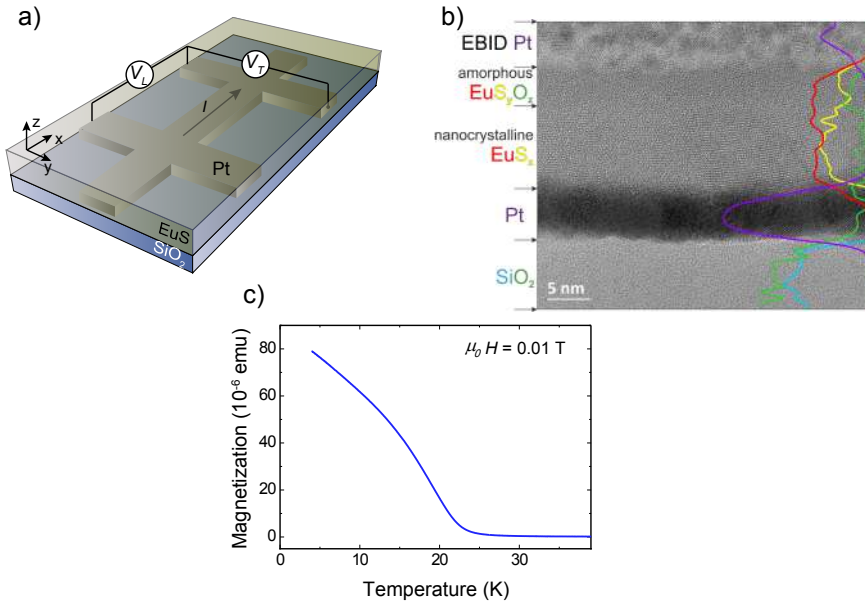 a)
V_L
V_T
I
z
x
y
Pt
EuS
SiO₂
b)
EBID Pt
amorphous
EuSᵧO_z
nanocrystalline
EuSₓ
Pt
SiO₂
5 nm
c)
μ₀ H = 0.01 T
80
60
40
20
0
Magnetization (10⁻⁶ emu)
0 10 20 30
Temperature (K)